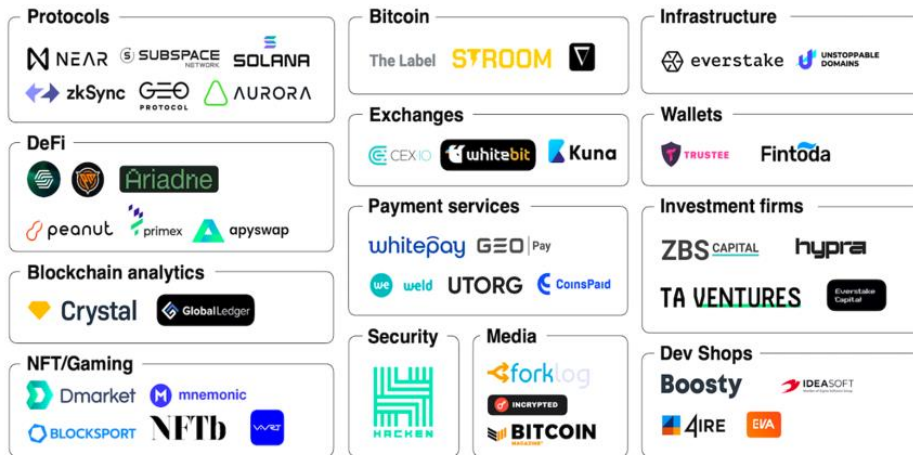 Protocols
NEAR
SUBSPACE
NETWORK
SOLANA
zkSync
GEO
PROTOCOL
AURORA
DeFi
Ariadne
peanut
primex
apyswap
Blockchain analytics
Crystal
GlobalLedger
NFT/Gaming
Dmarket
mnemonic
BLOCKSPORT
NFTb
Bitcoin
The Label
STROOM
Exchanges
CEX IO
whitebit
Kuna
Payment services
whitepay
GEO Pay
we weld
UTORG
CoinsPaid
Security
HACKEN
Media
forklog
INCRYPTED
BITCOIN
MAGAZINE
Infrastructure
everstake
UNSTOPPABLE
DOMAINS
Wallets
TRUSTEE
Fintoda
Investment firms
ZBS CAPITAL
hypra
TA VENTURES
Everstake
Capital
Dev Shops
Boosty
IDEASOFT
4IRE
EVA